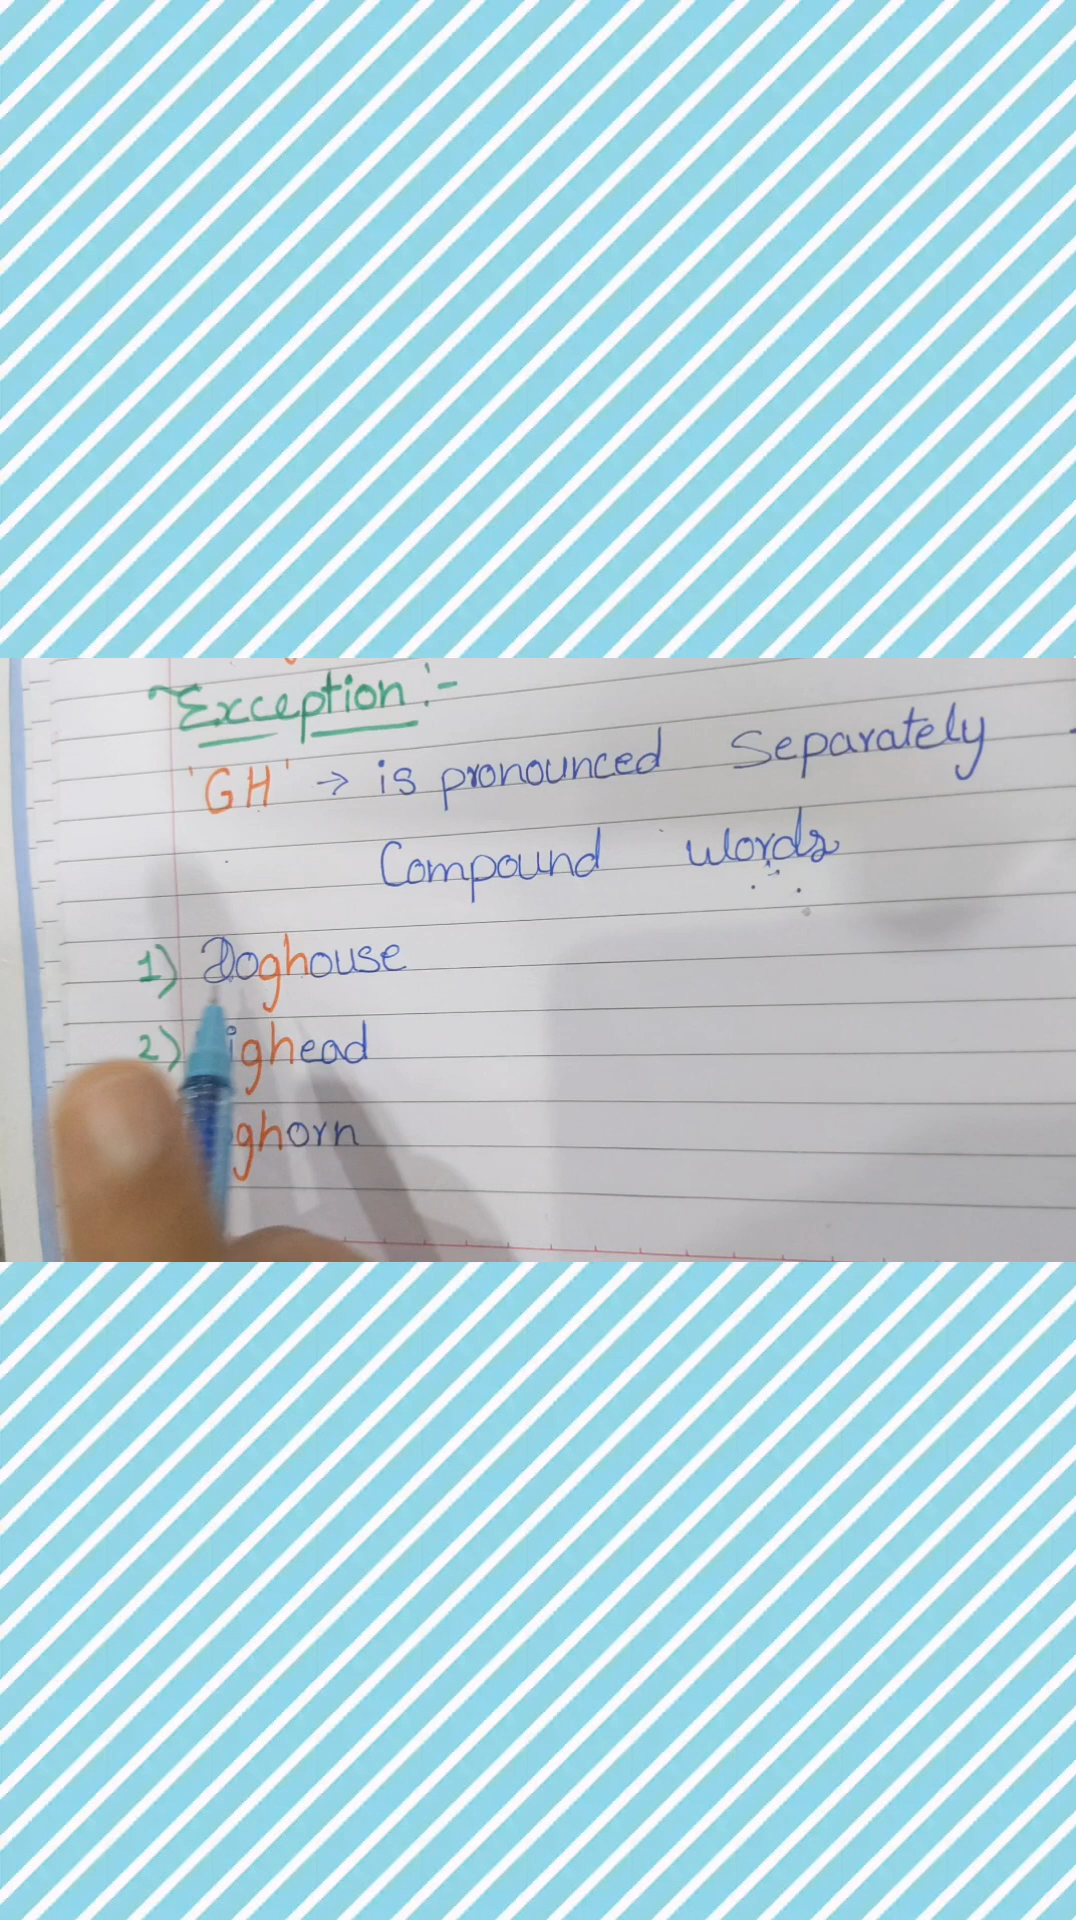 Exception :-
'GH' → is pronounced Separately
Compound words
1) Doghouse
2) ighead
ghorn